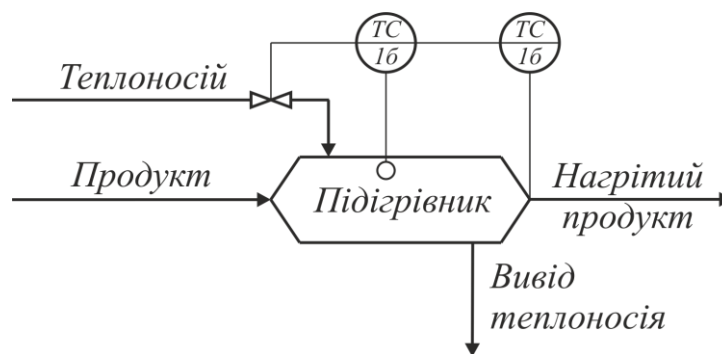 TC
1б
TC
1б
Теплоносій
Продукт
Підігрівник
Нагрітий
продукт
Вивід
теплоносія